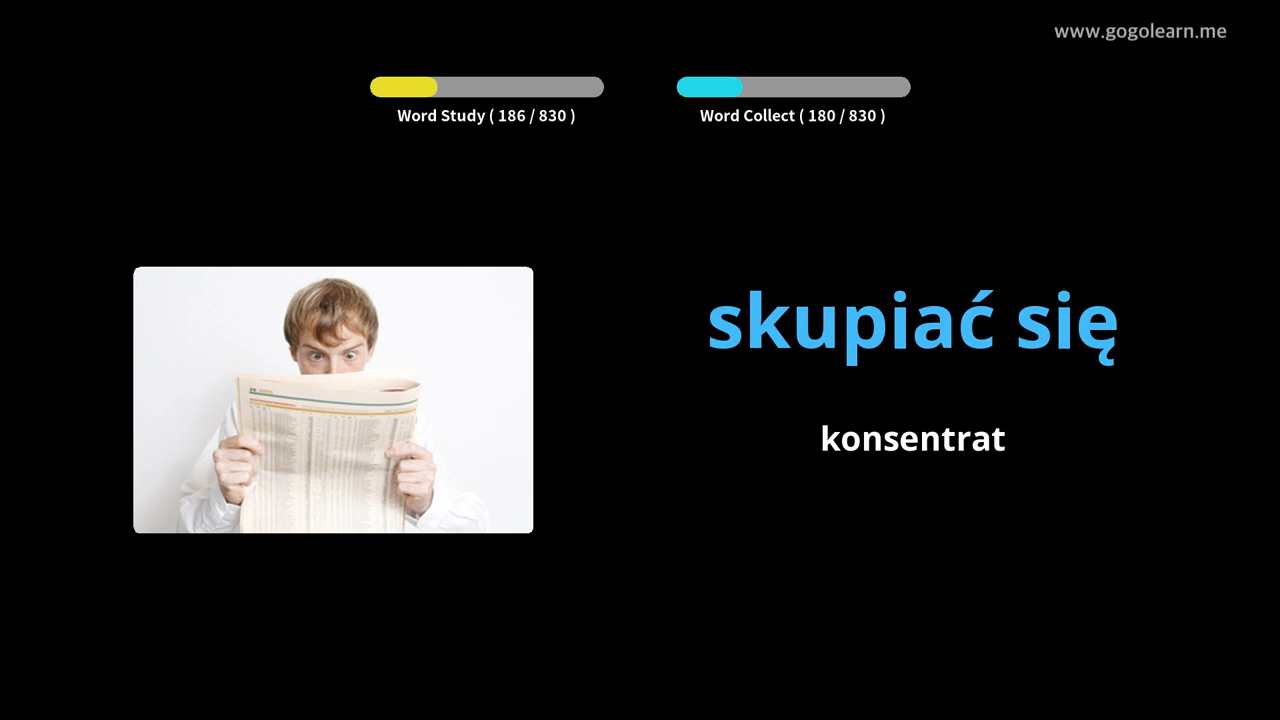 www.gogolearn.me
Word Study ( 186 / 830 )
Word Collect ( 180 / 830 )
skupiać się
konsentrat